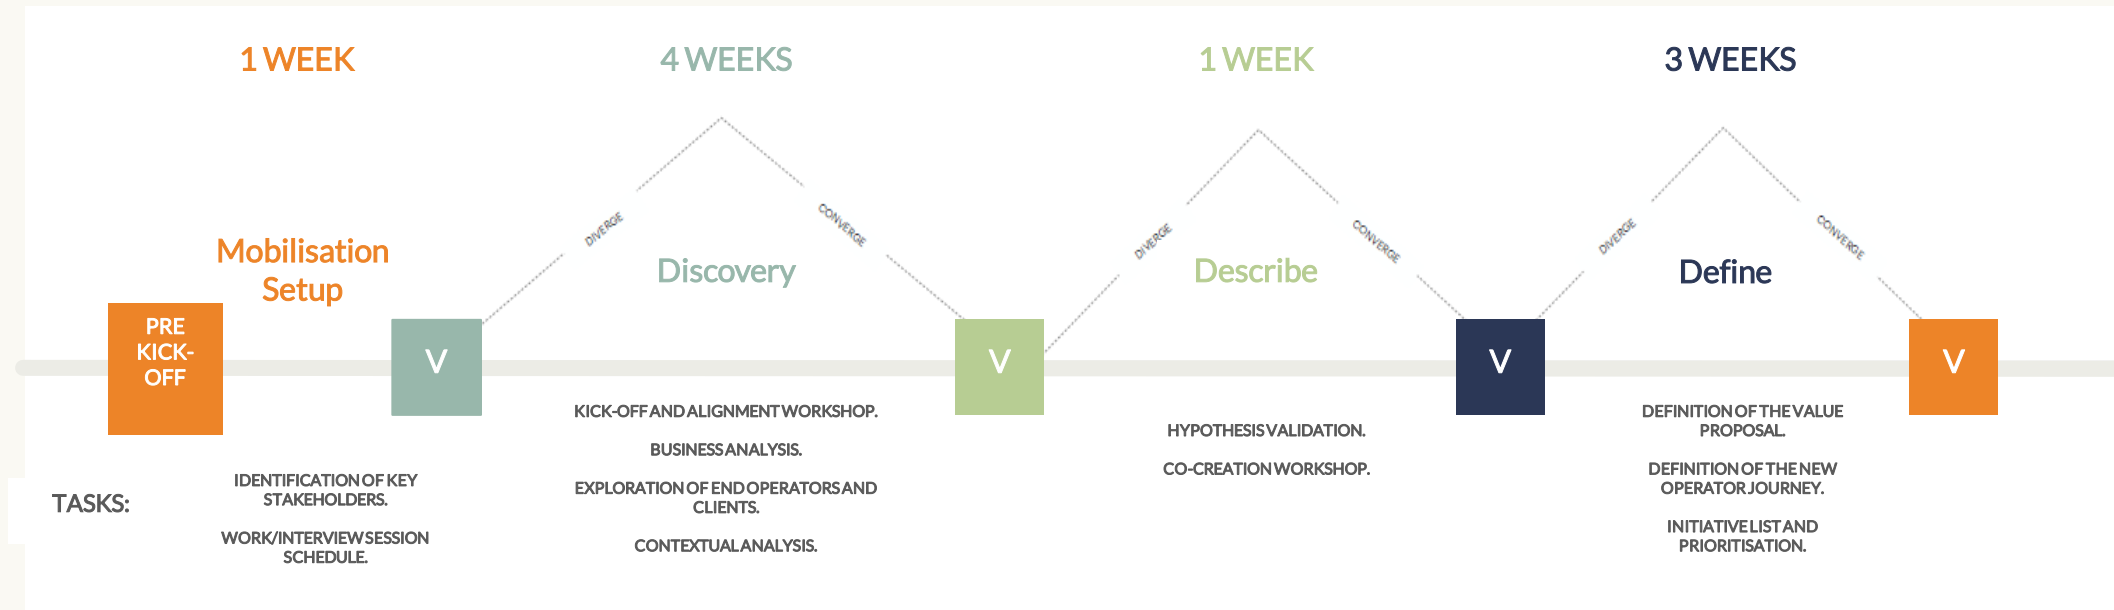 1 WEEK
4 WEEKS
1 WEEK
3 WEEKS
DIVERGE
CONVERGE
DIVERGE
CONVERGE
DIVERGE
CONVERGE
Mobilisation
Setup
Discovery
Describe
Define
PRE
KICK-
OFF
V
V
V
V
TASKS:
IDENTIFICATION OF KEY
STAKEHOLDERS.
WORK/INTERVIEW SESSION
SCHEDULE.
KICK-OFF AND ALIGNMENT WORKSHOP.
BUSINESS ANALYSIS.
EXPLORATION OF END OPERATORS AND
CLIENTS.
CONTEXTUAL ANALYSIS.
HYPOTHESIS VALIDATION.
CO-CREATION WORKSHOP.
DEFINITION OF THE VALUE
PROPOSAL.
DEFINITION OF THE NEW
OPERATOR JOURNEY.
INITIATIVE LIST AND
PRIORITISATION.